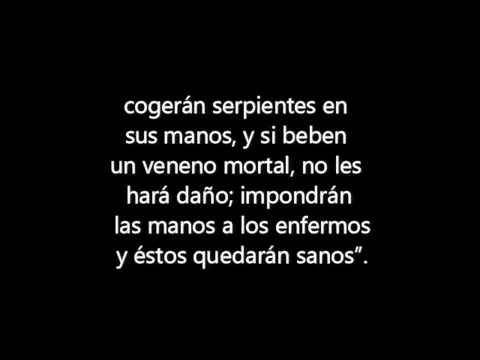 cogerán serpientes en
sus manos, y si beben
un veneno mortal, no les
hará daño; impondrán
las manos a los enfermos
y éstos quedarán sanos”.